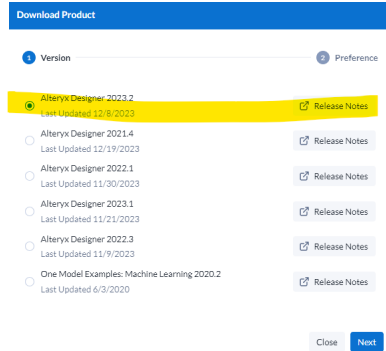 Download Product
1 Version
2 Preference
Alteryx Designer 2023.2
Last Updated 12/8/2023
Release Notes
Alteryx Designer 2021.4
Last Updated 12/19/2023
Release Notes
Alteryx Designer 2022.1
Last Updated 11/30/2023
Release Notes
Alteryx Designer 2023.1
Last Updated 11/21/2023
Release Notes
Alteryx Designer 2022.3
Last Updated 11/9/2023
Release Notes
One Model Examples: Machine Learning 2020.2
Last Updated 6/3/2020
Release Notes
Close Next